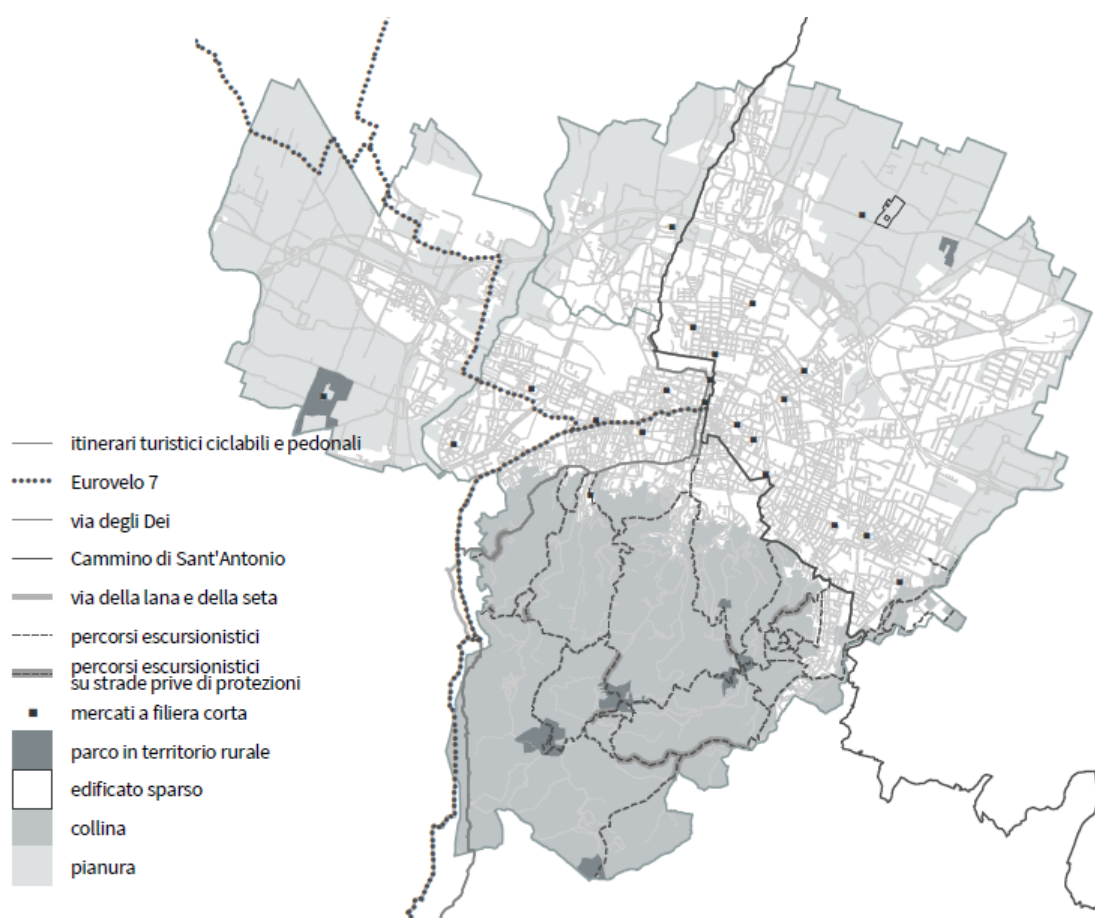 itinerari turistici ciclabili e pedonali
Eurovelo 7
via degli Dei
Cammino di Sant'Antonio
via della lana e della seta
percorsi escursionistici
percorsi escursionistici
su strade prive di protezioni
mercati a filiera corta
parco in territorio rurale
edificato sparso
collina
pianura